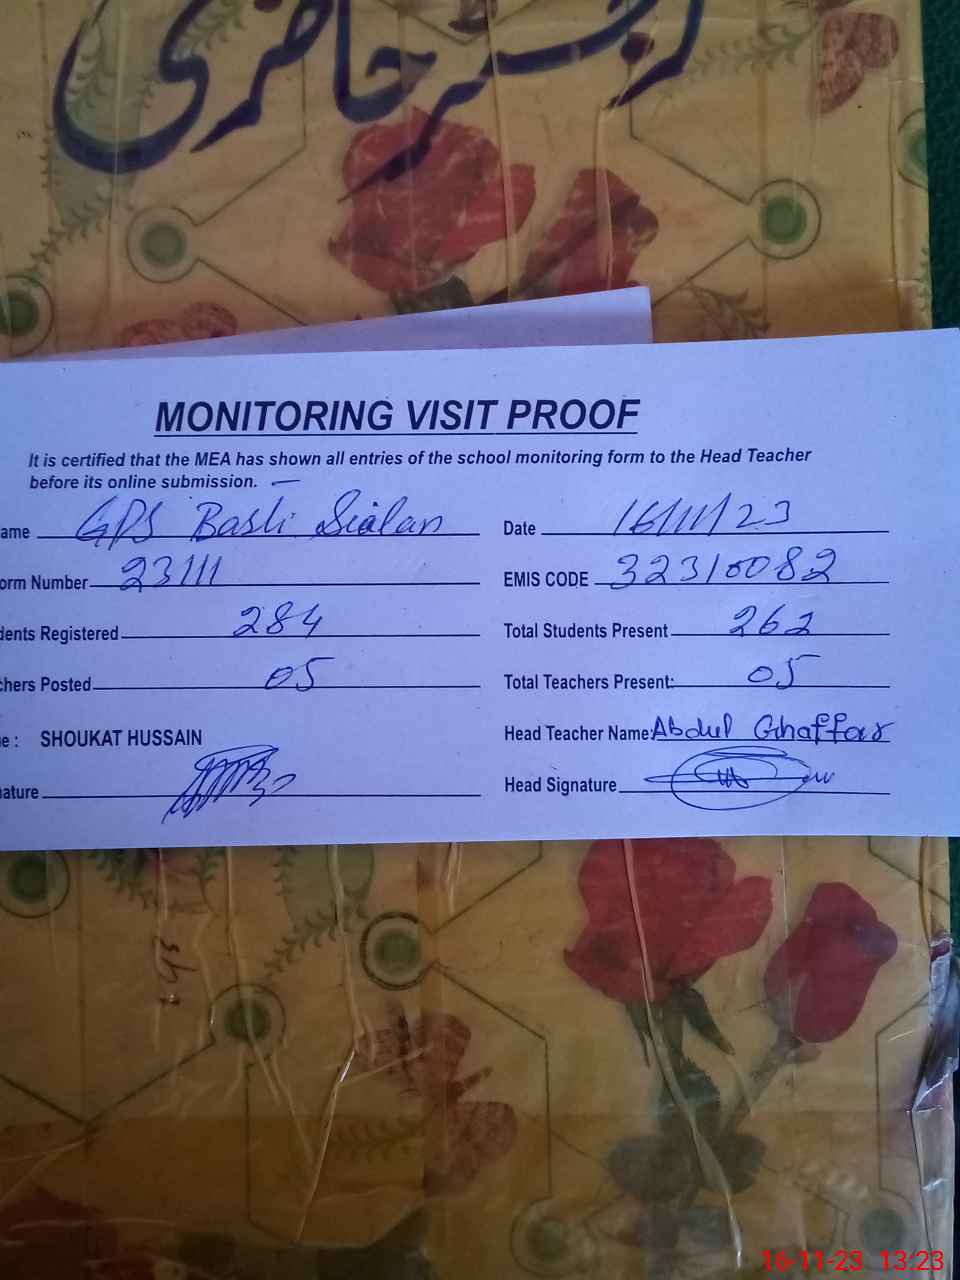 رجسٹر حاضری
MONITORING VISIT PROOF
It is certified that the MEA has shown all entries of the school monitoring form to the Head Teacher
before its online submission.
ame GPS Basti Sialan Date 16/11/23
orm Number 23111 EMIS CODE 32310082
dents Registered 284 Total Students Present 262
chers Posted 05 Total Teachers Present: 05
e : SHOUKAT HUSSAIN Head Teacher Name: Abdul Ghaffar
nature Head Signature
16-11-23 13:23